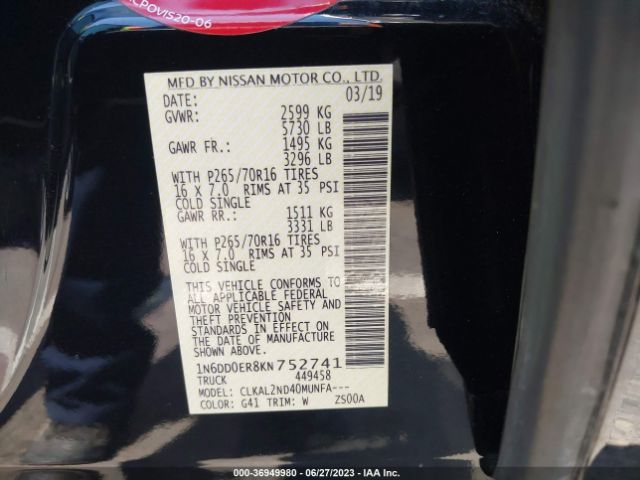 CPOVIS20-06
MFD BY NISSAN MOTOR CO., LTD.
DATE: 03/19
GVWR: 2599 KG
5730 LB
GAWR FR.: 1495 KG
3296 LB
WITH P265/70R16 TIRES
16 X 7.0 RIMS AT 35 PSI
COLD SINGLE
GAWR RR.: 1511 KG
3331 LB
WITH P265/70R16 TIRES
16 X 7.0 RIMS AT 35 PSI
COLD SINGLE
THIS VEHICLE CONFORMS TO
ALL APPLICABLE FEDERAL
MOTOR VEHICLE SAFETY AND
THEFT PREVENTION
STANDARDS IN EFFECT ON
THE DATE OF MANUFACTURE
SHOWN ABOVE.
1N6DD0ER8KN752741
TRUCK 449458
MODEL: CLKAL2ND40MUNFA---
COLOR: G41 TRIM: W ZS00A
000-36949980 - 06/27/2023 - IAA Inc.